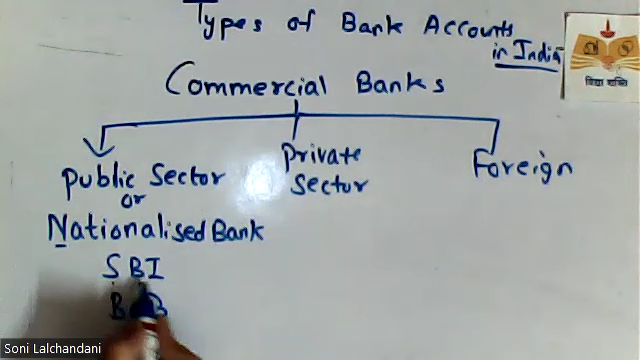 Types of Bank Accounts
in India
Commercial Banks
Public Sector
or
Nationalised Bank
SBI
Private
Sector
Foreign
विद्या शक्ति
Soni Lalchandani